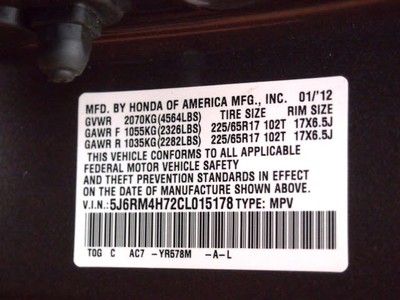 MFD. BY HONDA OF AMERICA MFG., INC. 01/'12
GVWR 2070KG(4564LBS) TIRE SIZE RIM SIZE
GAWR F 1055KG(2326LBS) 225/65R17 102T 17X6.5J
GAWR R 1035KG(2282LBS) 225/65R17 102T 17X6.5J
THIS VEHICLE CONFORMS TO ALL APPLICABLE
FEDERAL MOTOR VEHICLE SAFETY
AND THEFT PREVENTION STANDARDS IN EFFECT
ON THE DATE OF MANUFACTURE SHOWN ABOVE.
V.I.N.:5J6RM4H72CL015178 TYPE: MPV
TOG C AC7 -YR578M -A-L